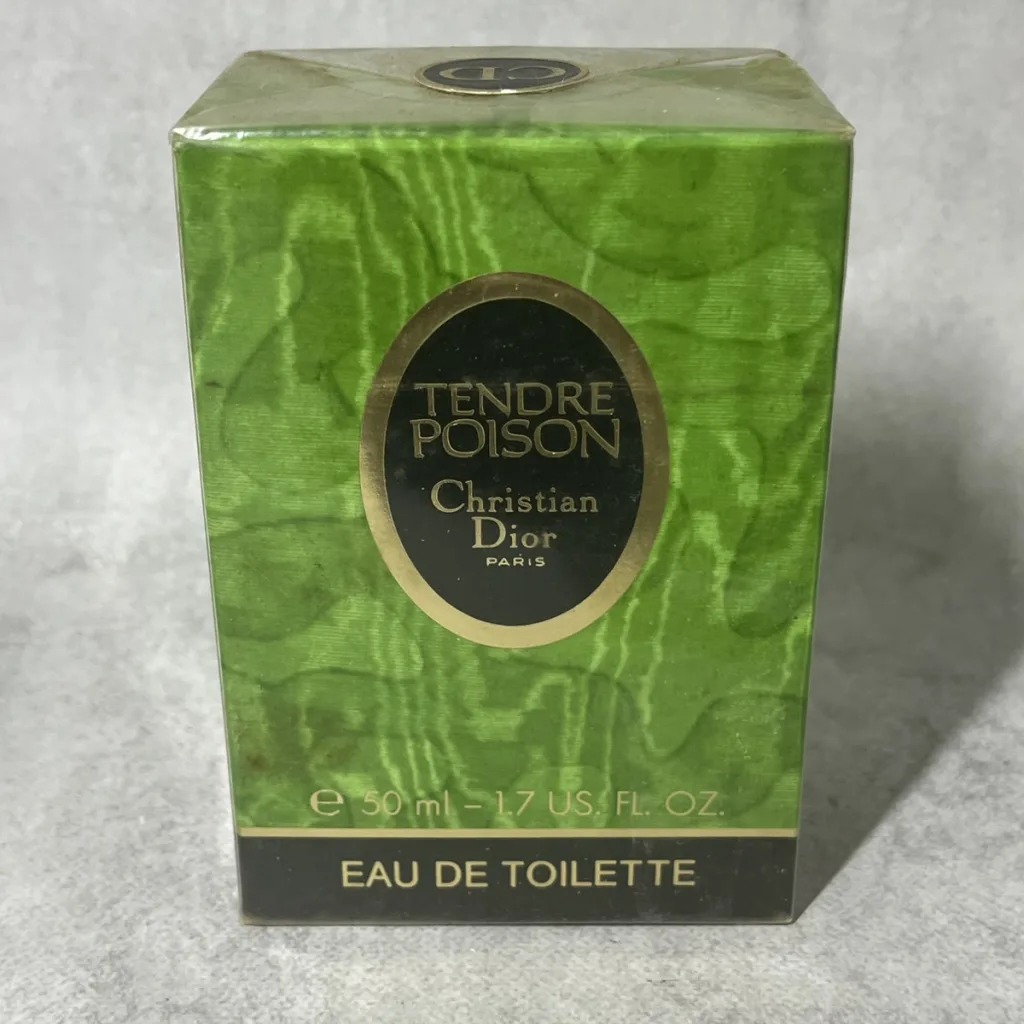 CD
TENDRE
POISON
Christian
Dior
PARIS
e 50 ml – 1.7 US. FL. OZ.
EAU DE TOILETTE